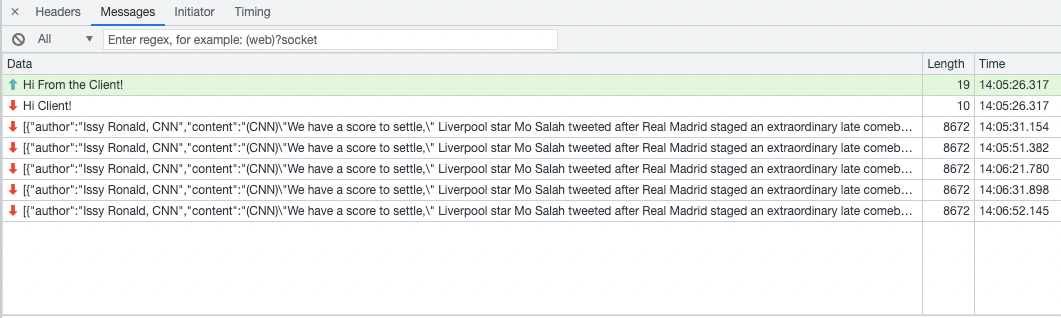 × Headers Messages Initiator Timing
All ▼ Enter regex, for example: (web)?socket
Data Length Time
Hi From the Client! 19 14:05:26.317
Hi Client! 10 14:05:26.317
[{"author":"Issy Ronald, CNN","content":"(CNN)\"We have a score to settle,\" Liverpool star Mo Salah tweeted after Real Madrid staged an extraordinary late comeb… 8672 14:05:31.154
[{"author":"Issy Ronald, CNN","content":"(CNN)\"We have a score to settle,\" Liverpool star Mo Salah tweeted after Real Madrid staged an extraordinary late comeb… 8672 14:05:51.382
[{"author":"Issy Ronald, CNN","content":"(CNN)\"We have a score to settle,\" Liverpool star Mo Salah tweeted after Real Madrid staged an extraordinary late comeb… 8672 14:06:21.780
[{"author":"Issy Ronald, CNN","content":"(CNN)\"We have a score to settle,\" Liverpool star Mo Salah tweeted after Real Madrid staged an extraordinary late comeb… 8672 14:06:31.898
[{"author":"Issy Ronald, CNN","content":"(CNN)\"We have a score to settle,\" Liverpool star Mo Salah tweeted after Real Madrid staged an extraordinary late comeb… 8672 14:06:52.145